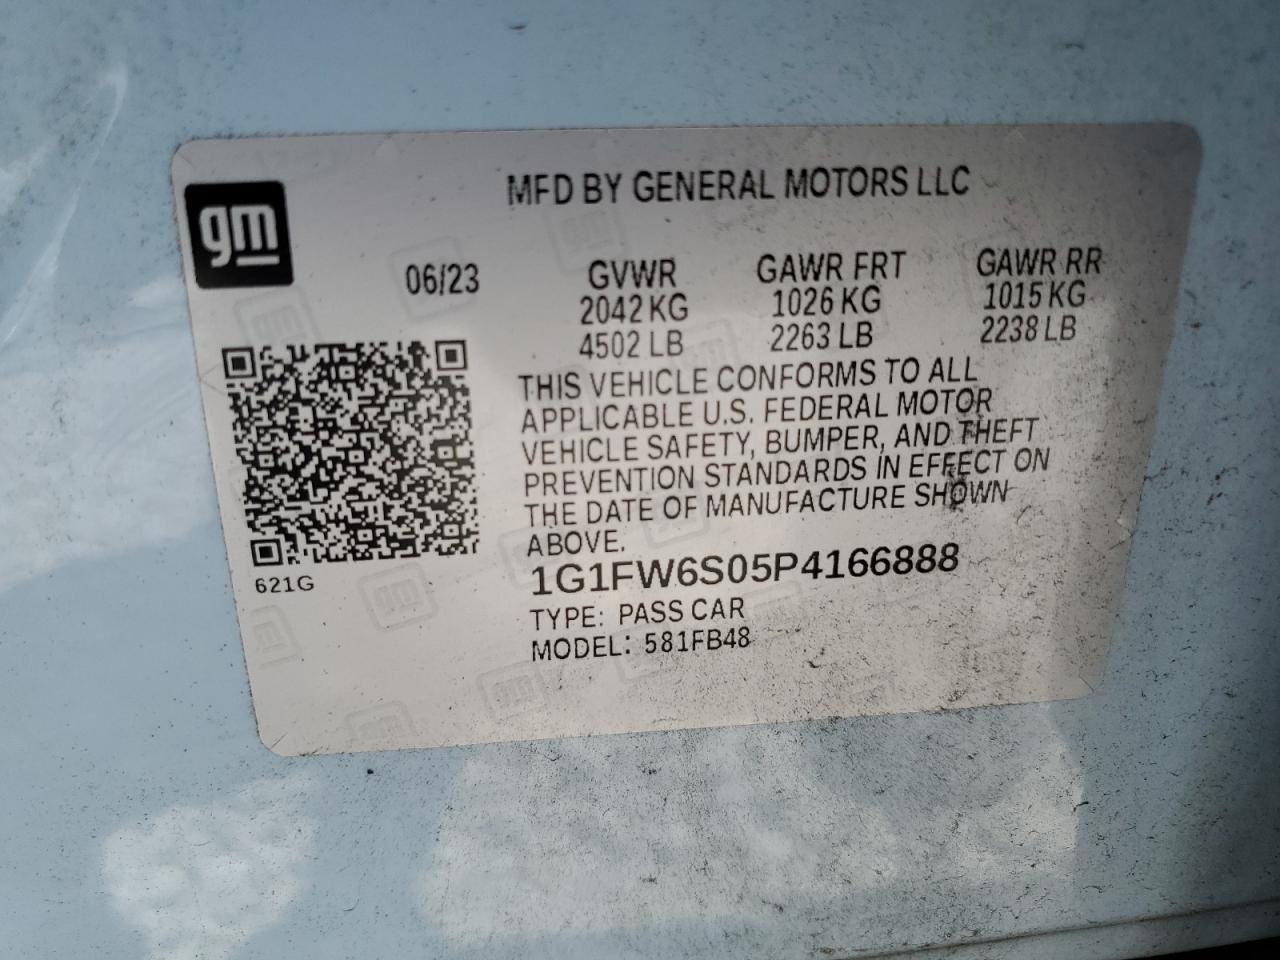 gm
MFD BY GENERAL MOTORS LLC
06/23 GVWR GAWR FRT GAWR RR
2042 KG 1026 KG 1015 KG
4502 LB 2263 LB 2238 LB
THIS VEHICLE CONFORMS TO ALL
APPLICABLE U.S. FEDERAL MOTOR
VEHICLE SAFETY, BUMPER, AND THEFT
PREVENTION STANDARDS IN EFFECT ON
THE DATE OF MANUFACTURE SHOWN
ABOVE.
621G
1G1FW6S05P4166888
TYPE: PASS CAR
MODEL: 581FB48